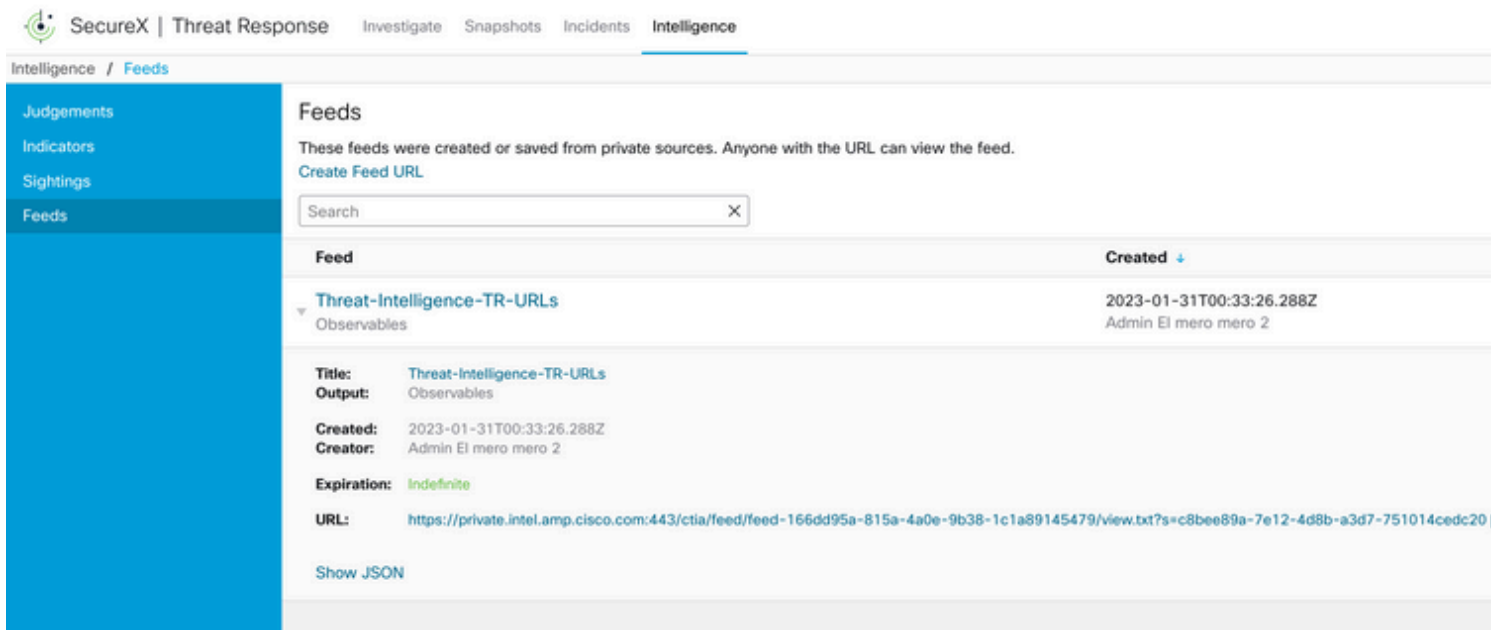 SecureX | Threat Response Investigate Snapshots Incidents Intelligence
Intelligence / Feeds
Judgements
Indicators
Sightings
Feeds
Feeds
These feeds were created or saved from private sources. Anyone with the URL can view the feed.
Create Feed URL
Search
Feed Created
Threat-Intelligence-TR-URLs 2023-01-31T00:33:26.288Z
Observables Admin El mero mero 2
Title: Threat-Intelligence-TR-URLs
Output: Observables
Created: 2023-01-31T00:33:26.288Z
Creator: Admin El mero mero 2
Expiration: Indefinite
URL: https://private.intel.amp.cisco.com:443/ctia/feed/feed-166dd95a-815a-4a0e-9b38-1c1a89145479/view.txt?s=c8bee89a-7e12-4d8b-a3d7-751014cedc20
Show JSON